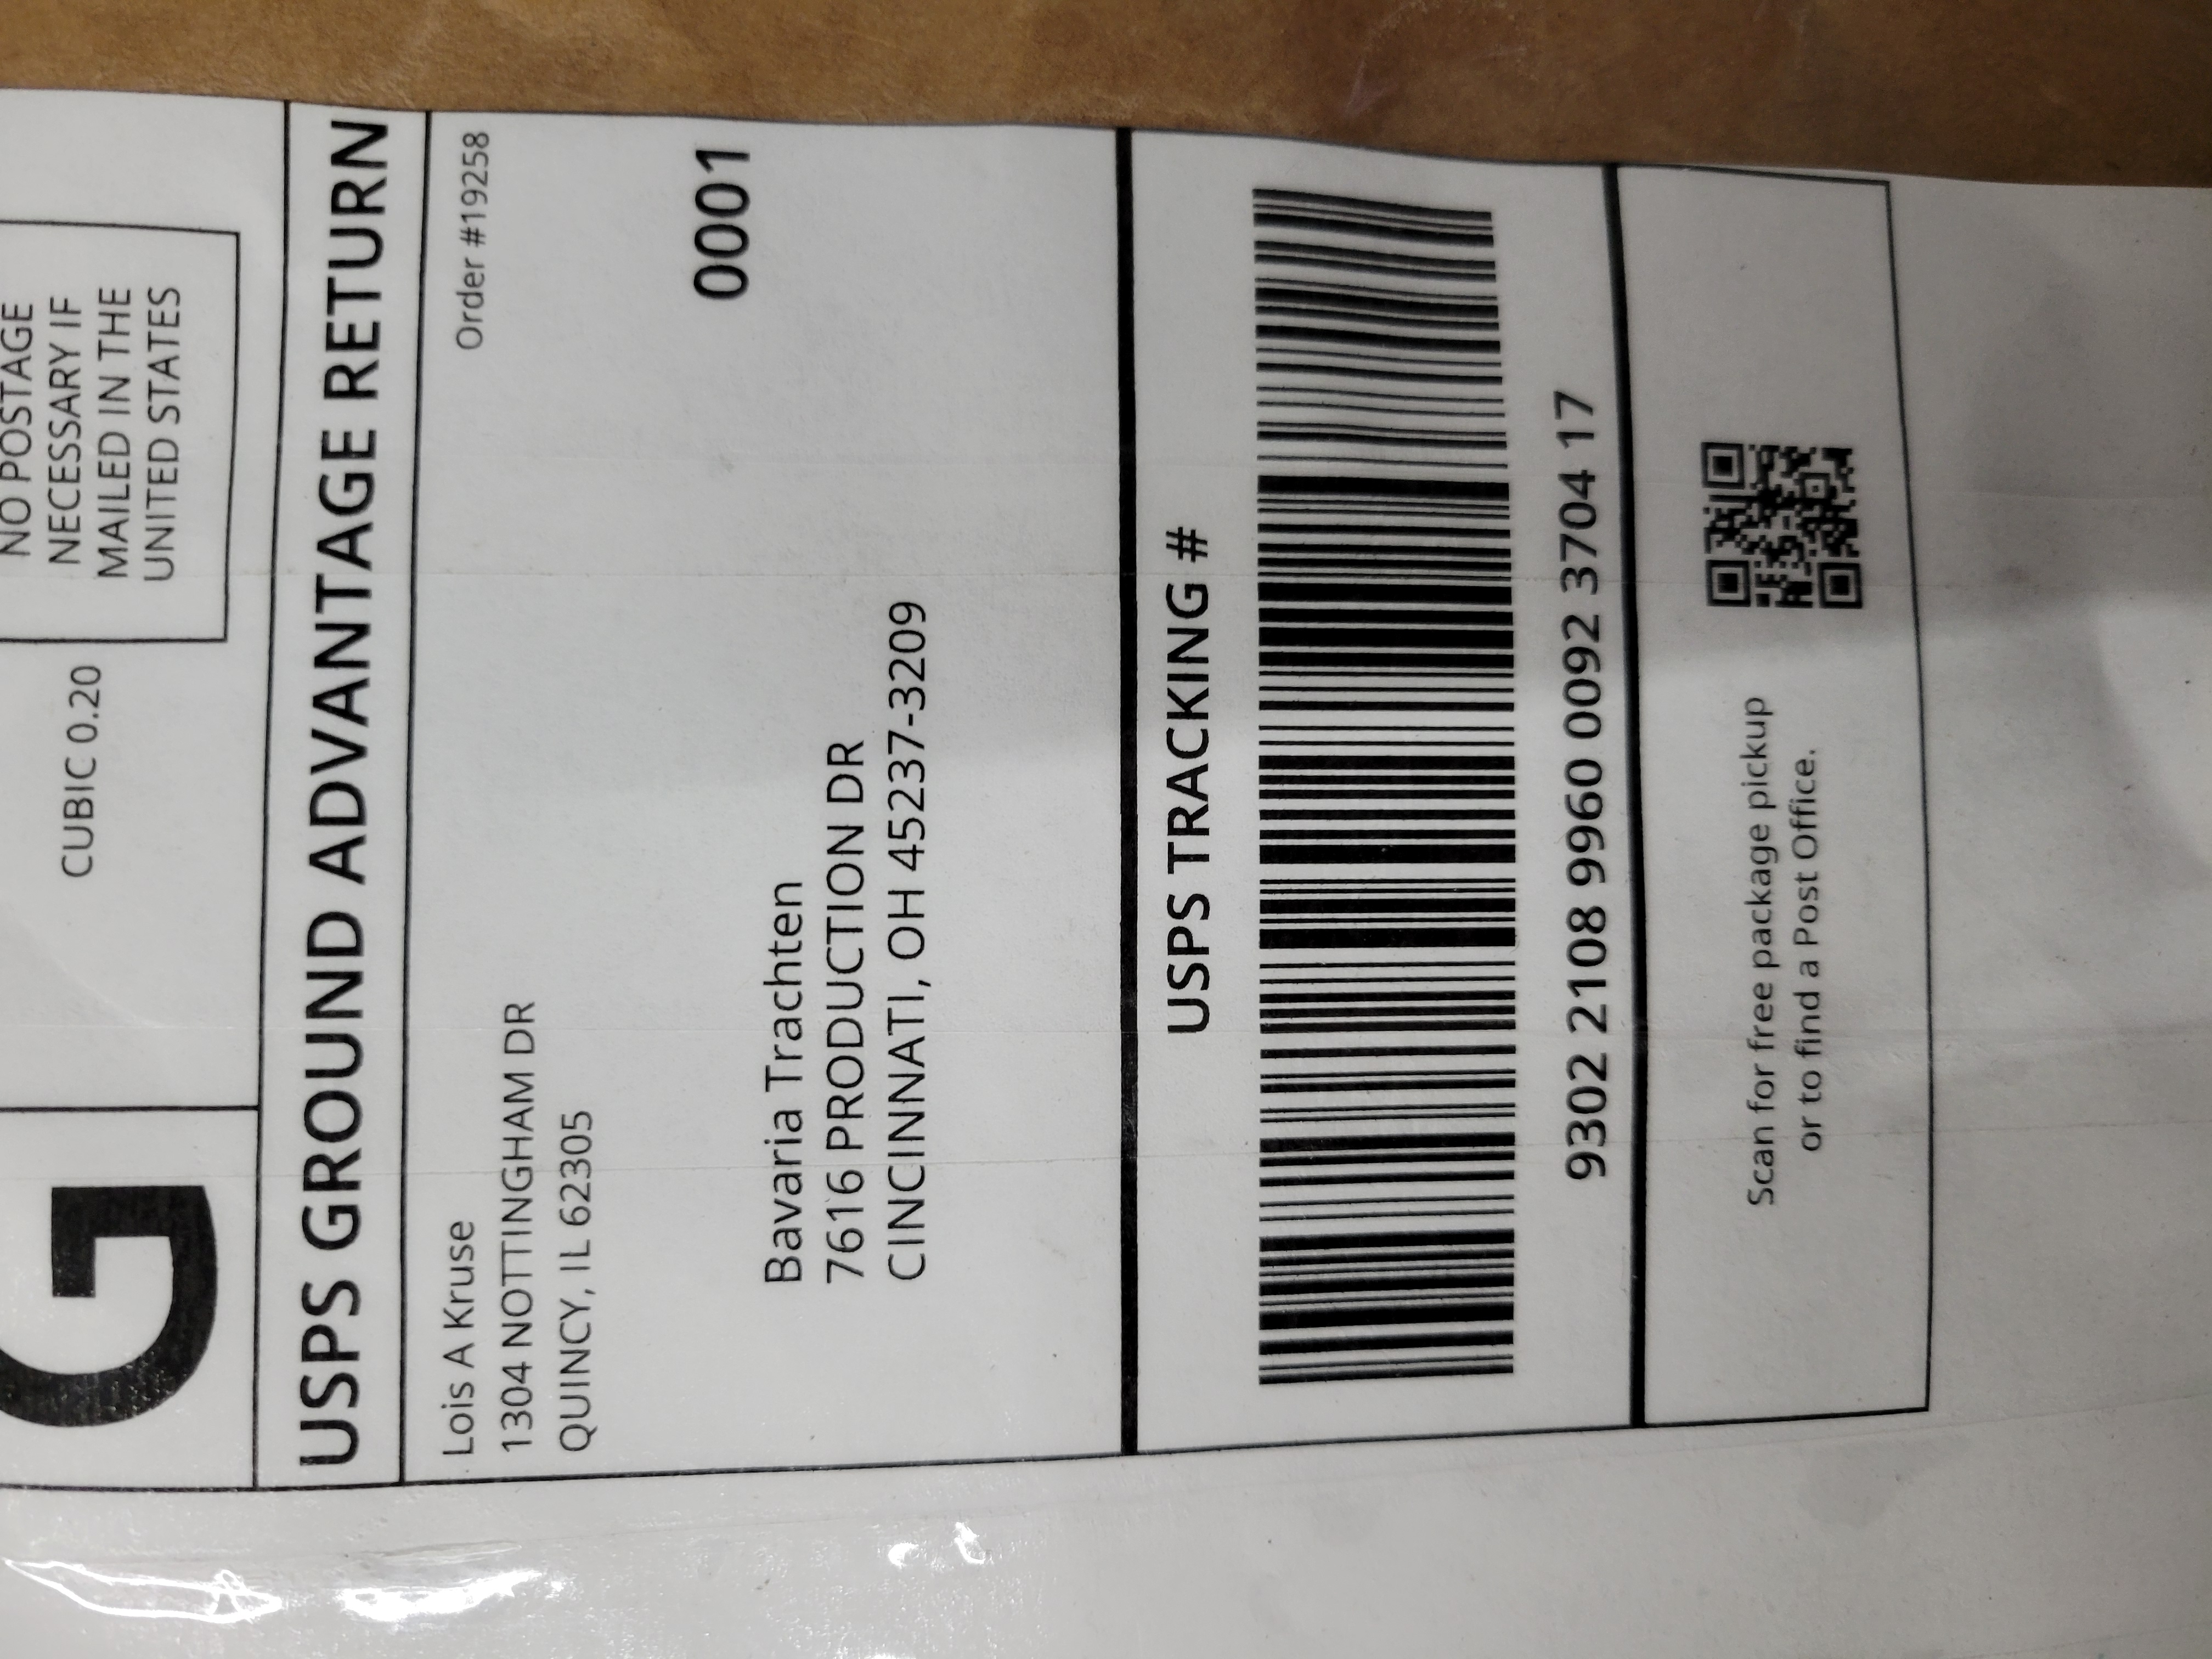 G
CUBIC 0.20
NO POSTAGE
NECESSARY IF
MAILED IN THE
UNITED STATES
USPS GROUND ADVANTAGE RETURN
Order #19258
Lois A Kruse
1304 NOTTINGHAM DR
QUINCY, IL 62305
0001
Bavaria Trachten
7616 PRODUCTION DR
CINCINNATI, OH 45237-3209
USPS TRACKING #
9302 2108 9960 0092 3704 17
Scan for free package pickup
or to find a Post Office.